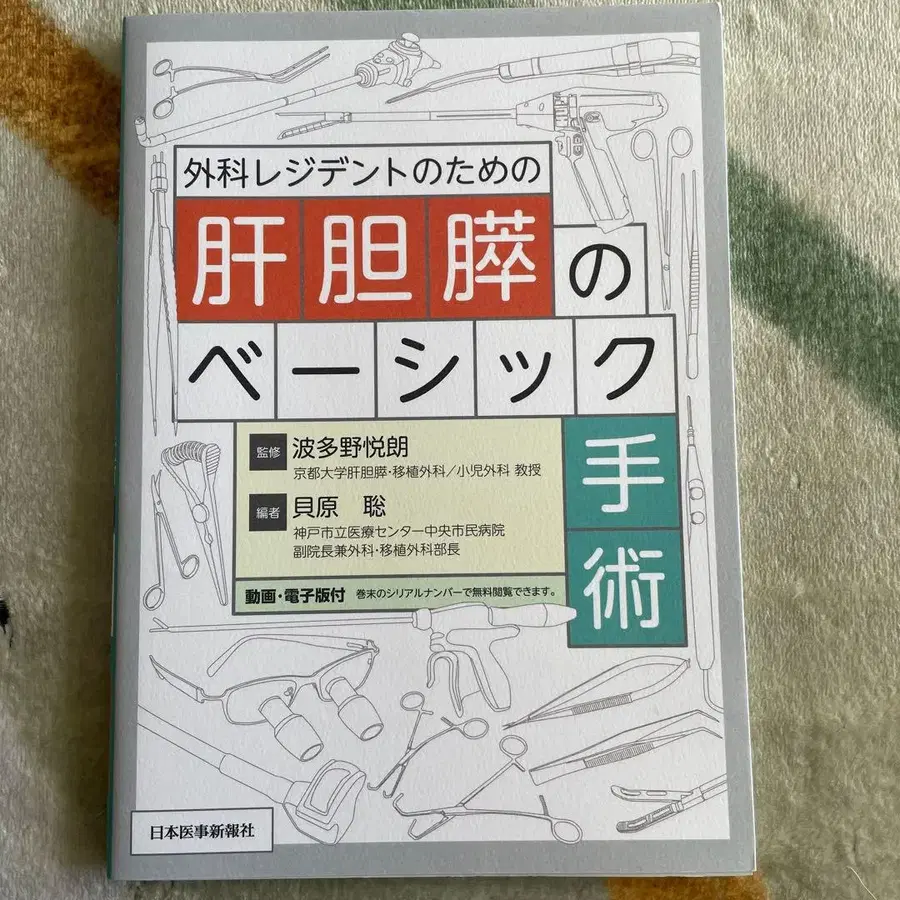 外科レジデントのための
肝胆膵の
ベーシック
手術
監修 波多野悦朗
京都大学肝胆膵・移植外科／小児外科 教授
編者 貝原 聡
神戸市立医療センター中央市民病院
副院長兼外科・移植外科部長
動画・電子版付 巻末のシリアルナンバーで無料閲覧できます。
日本医事新報社